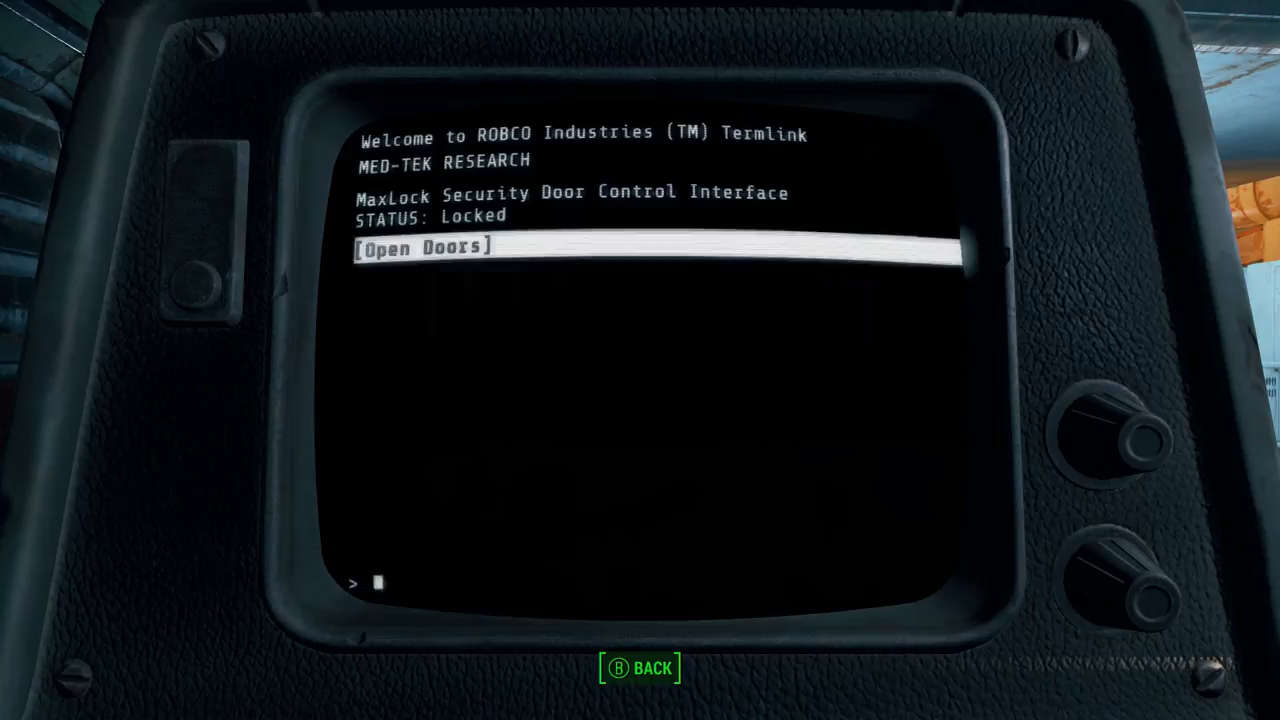 Welcome to ROBCO Industries (TM) Termlink
MED-TEK RESEARCH
MaxLock Security Door Control Interface
STATUS: Locked
[Open Doors]
>
Ⓑ BACK